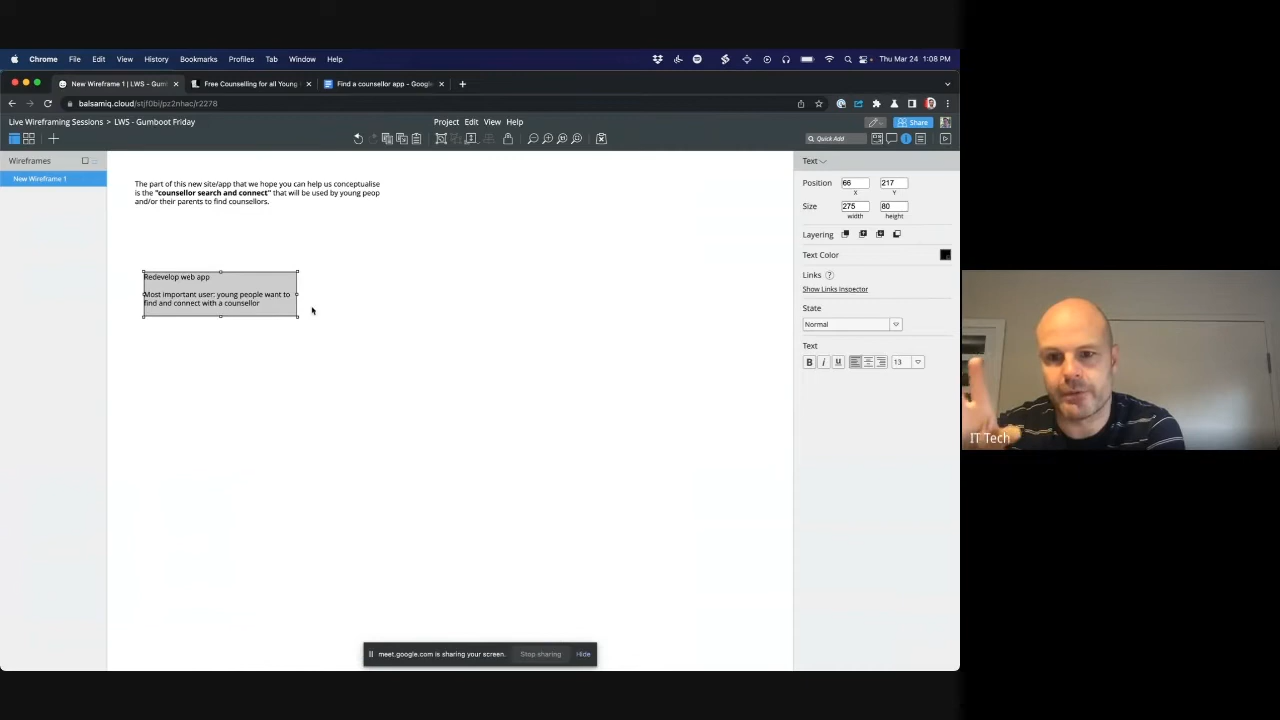 Chrome File Edit View History Bookmarks Profiles Tab Window Help Thu Mar 24 1:08 PM
New Wireframe 1 | LWS - Gum
Free Counselling for all Young
Find a counsellor app - Google
balsamiq.cloud/stjf0bi/pz2nhac/r2278
Live Wireframing Sessions > LWS - Gumboot Friday
Project Edit View Help
Share
Quick Add
Wireframes
New Wireframe 1
The part of this new site/app that we hope you can help us conceptualise
is the "counsellor search and connect" that will be used by young peop
and/or their parents to find counsellors.
Redevelop web app
Most important user: young people want to
find and connect with a counsellor
Text
Position 66 217
X Y
Size 275 80
width height
Layering
Text Color
Links ?
Show Links Inspector
State
Normal
Text
B I U 13
IT Tech
meet.google.com is sharing your screen. Stop sharing Hide